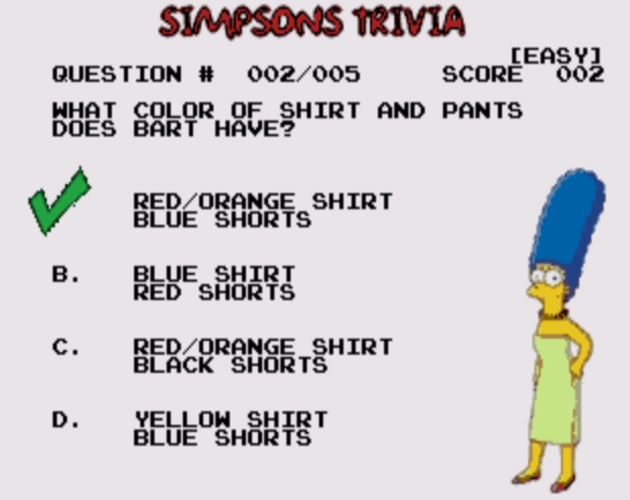 SIMPSONS TRIVIA
[EASY]
QUESTION # 002/005 SCORE 002
WHAT COLOR OF SHIRT AND PANTS
DOES BART HAVE?
RED/ORANGE SHIRT
BLUE SHORTS
B. BLUE SHIRT
RED SHORTS
C. RED/ORANGE SHIRT
BLACK SHORTS
D. YELLOW SHIRT
BLUE SHORTS